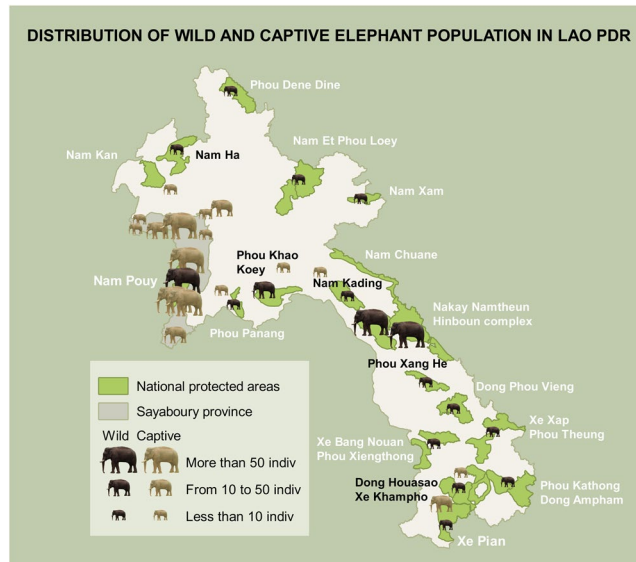 DISTRIBUTION OF WILD AND CAPTIVE ELEPHANT POPULATION IN LAO PDR
Phou Dene Dine
Nam Kan
Nam Ha
Nam Et Phou Loey
Nam Xam
Nam Chuane
Phou Khao
Koey
Nam Kading
Nam Pouy
Nakay Namtheun
Hinboun complex
Phou Panang
Phou Xang He
Dong Phou Vieng
Xe Xap
Phou Theung
Xe Bang Nouan
Phou Xiengthong
Dong Houasao
Xe Khampho
Phou Kathong
Dong Ampham
Xe Pian
National protected areas
Sayaboury province
Wild Captive
More than 50 indiv
From 10 to 50 indiv
Less than 10 indiv